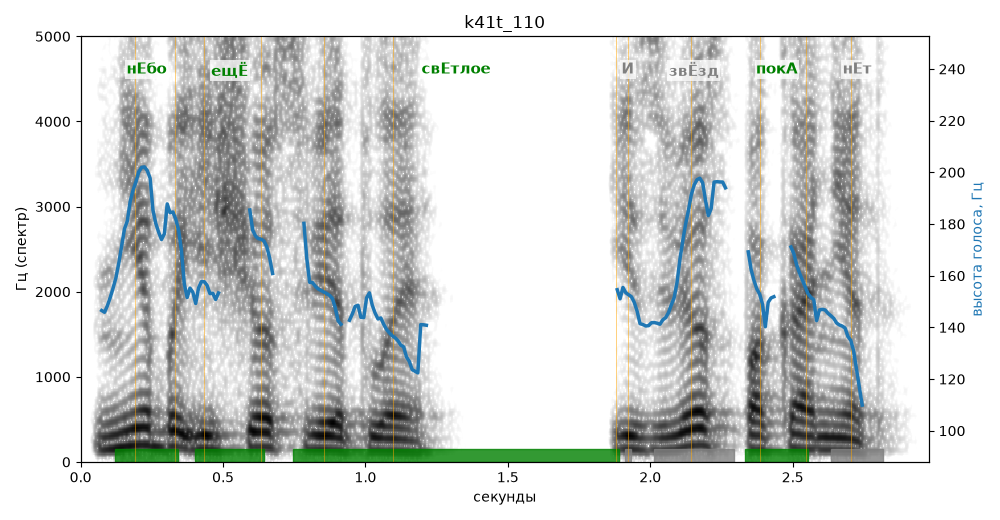 k41t_110
5000
4000
3000
2000
1000
0
Гц (спектр)
нЕбо ещЁ свЕтлое И звЁзд покА нЕт
240
220
200
180
160
140
120
100
высота голоса, Гц
0.0 0.5 1.0 1.5 2.0 2.5
секунды